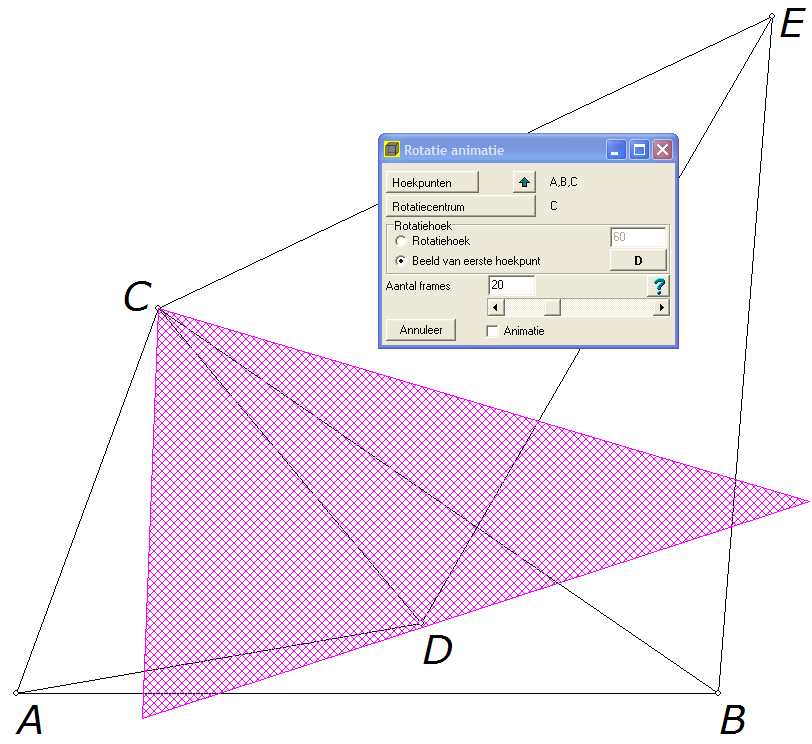 E
Rotatie animatie
Hoekpunten A,B,C
Rotatiecentrum C
Rotatiehoek
Rotatiehoek 60
Beeld van eerste hoekpunt D
Aantal frames 20 ?
Annuleer Animatie
C
D
A B